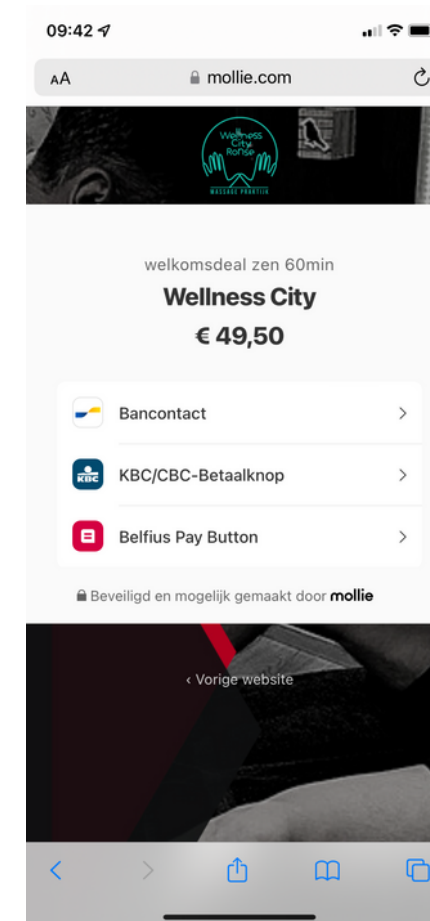 09:42
AA mollie.com
Wellness
City
Ronse
MASSAGE PRAKTIJK
welkomsdeal zen 60min
Wellness City
€ 49,50
Bancontact
KBC
KBC/CBC-Betaalknop
Belfius Pay Button
Beveiligd en mogelijk gemaakt door mollie
‹ Vorige website